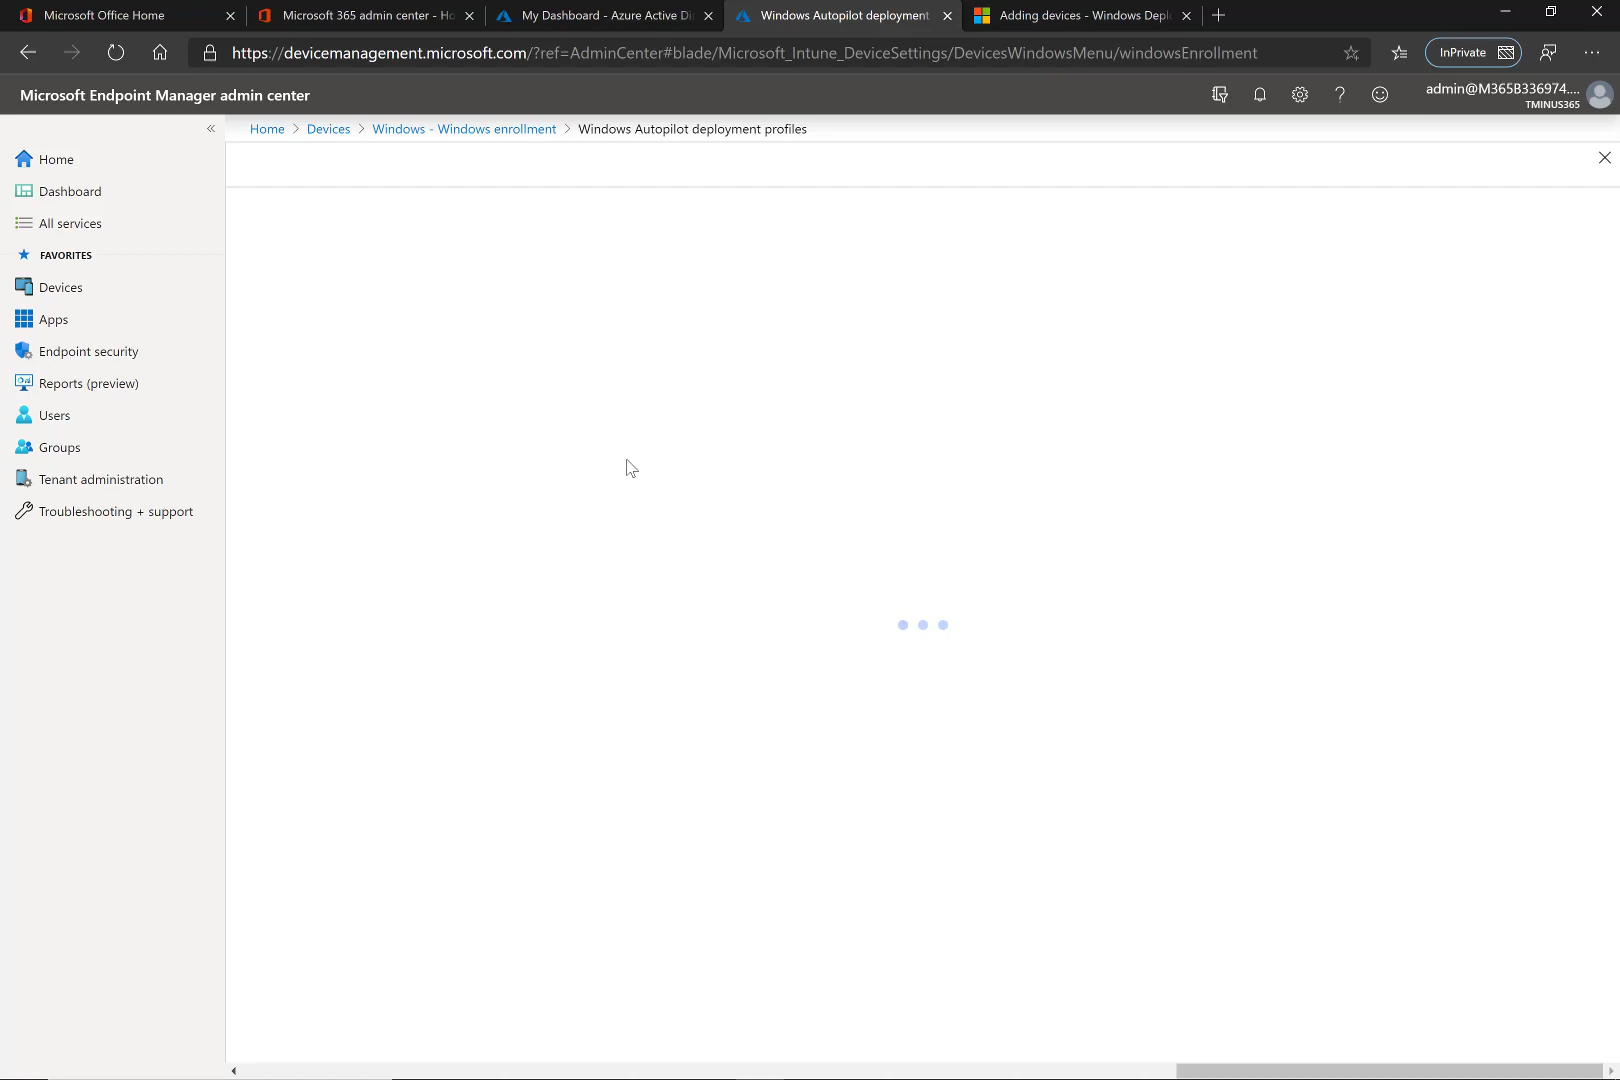 Microsoft Office Home
Microsoft 365 admin center - Ho
My Dashboard - Azure Active Di
Windows Autopilot deployment
Adding devices - Windows Depl
https://devicemanagement.microsoft.com/?ref=AdminCenter#blade/Microsoft_Intune_DeviceSettings/DevicesWindowsMenu/windowsEnrollment
InPrivate
Microsoft Endpoint Manager admin center
admin@M365B336974....
TMINUS365
Home > Devices > Windows - Windows enrollment > Windows Autopilot deployment profiles
Home
Dashboard
All services
FAVORITES
Devices
Apps
Endpoint security
Reports (preview)
Users
Groups
Tenant administration
Troubleshooting + support